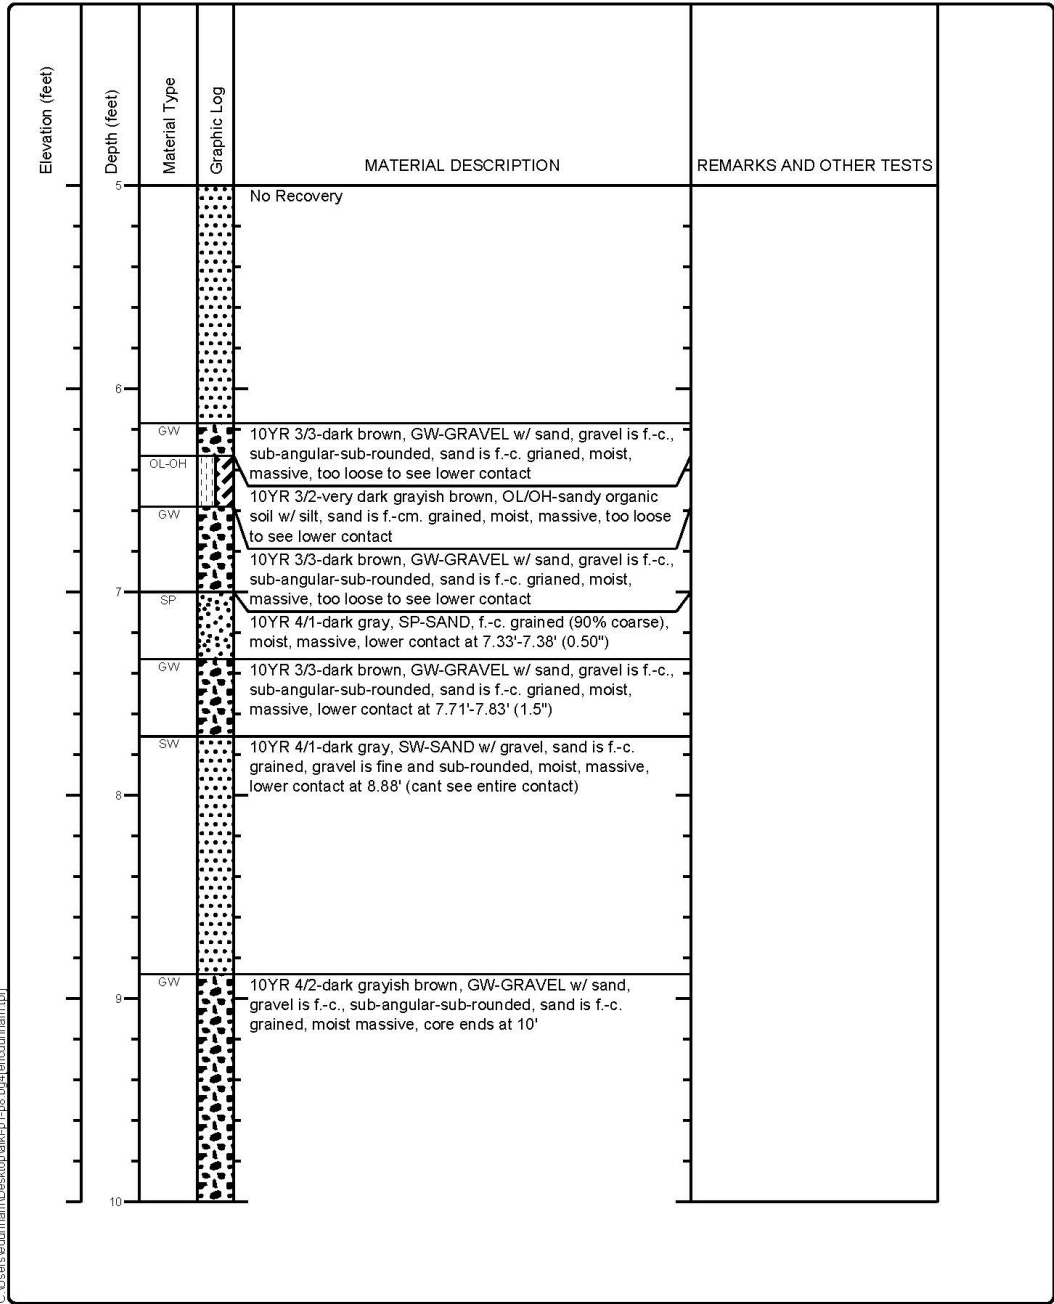 Elevation (feet)
Depth (feet)
Material Type
Graphic Log
MATERIAL DESCRIPTION
REMARKS AND OTHER TESTS
5
No Recovery
6
GW
10YR 3/3-dark brown, GW-GRAVEL w/ sand, gravel is f.-c.,
sub-angular-sub-rounded, sand is f.-c. grianed, moist,
massive, too loose to see lower contact
OL-OH
10YR 3/2-very dark grayish brown, OL/OH-sandy organic
soil w/ silt, sand is f.-cm. grained, moist, massive, too loose
to see lower contact
GW
10YR 3/3-dark brown, GW-GRAVEL w/ sand, gravel is f.-c.,
sub-angular-sub-rounded, sand is f.-c. grianed, moist,
massive, too loose to see lower contact
7
SP
10YR 4/1-dark gray, SP-SAND, f.-c. grained (90% coarse),
moist, massive, lower contact at 7.33'-7.38' (0.50")
GW
10YR 3/3-dark brown, GW-GRAVEL w/ sand, gravel is f.-c.,
sub-angular-sub-rounded, sand is f.-c. grianed, moist,
massive, lower contact at 7.71'-7.83' (1.5")
SW
10YR 4/1-dark gray, SW-SAND w/ gravel, sand is f.-c.
grained, gravel is fine and sub-rounded, moist, massive,
lower contact at 8.88' (cant see entire contact)
8
GW
10YR 4/2-dark grayish brown, GW-GRAVEL w/ sand,
gravel is f.-c., sub-angular-sub-rounded, sand is f.-c.
grained, moist massive, core ends at 10'
9
10